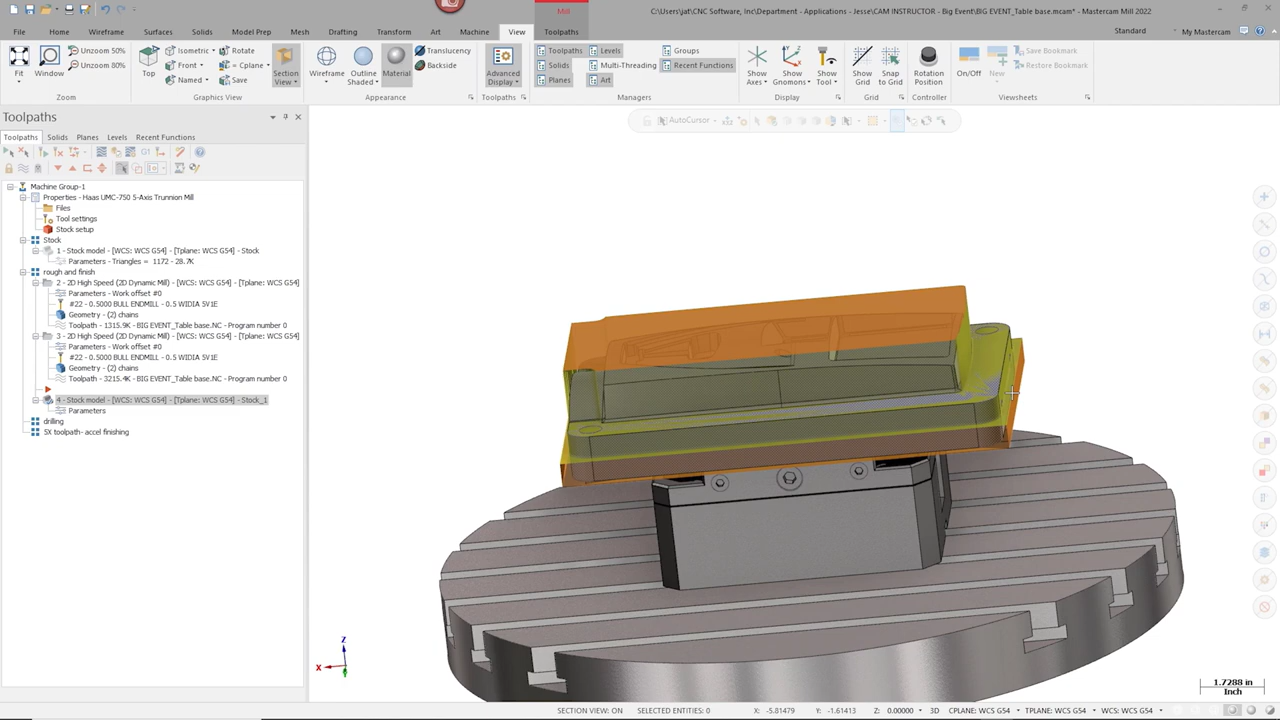 Mill
C:\Users\jat\CNC Software, Inc\Department - Applications - Jesse\CAM INSTRUCTOR - Big Event\BIG EVENT_Table base.mcam* - Mastercam Mill 2022
File Home Wireframe Surfaces Solids Model Prep Mesh Drafting Transform Art Machine View Toolpaths
Standard My Mastercam
Fit
Window
Unzoom 50%
Unzoom 80%
Zoom
Top
Isometric
Front
Named
Rotate
= Cplane
Save
Section View
Graphics View
Wireframe
Outline Shaded
Material
Translucency
Backside
Appearance
Advanced Display
Toolpaths
Toolpaths
Solids
Planes
Levels
Multi-Threading
Art
Groups
Recent Functions
Managers
Show Axes
Show Gnomons
Show Tool
Display
Show Grid
Snap to Grid
Grid
Rotation Position
Controller
On/Off
New
Save Bookmark
Restore Bookmark
Viewsheets
Toolpaths
Toolpaths Solids Planes Levels Recent Functions
AutoCursor
G1
Machine Group-1
Properties - Haas UMC-750 5-Axis Trunnion Mill
Files
Tool settings
Stock setup
Stock
1 - Stock model - [WCS: WCS G54] - [Tplane: WCS G54] - Stock
Parameters - Triangles = 1172 - 28.7K
rough and finish
2 - 2D High Speed (2D Dynamic Mill) - [WCS: WCS G54] - [Tplane: WCS G54]
Parameters - Work offset #0
#22 - 0.5000 BULL ENDMILL - 0.5 WIDIA 5V1E
Geometry - (2) chains
Toolpath - 1315.9K - BIG EVENT_Table base.NC - Program number 0
3 - 2D High Speed (2D Dynamic Mill) - [WCS: WCS G54] - [Tplane: WCS G54]
Parameters - Work offset #0
#22 - 0.5000 BULL ENDMILL - 0.5 WIDIA 5V1E
Geometry - (2) chains
Toolpath - 3215.4K - BIG EVENT_Table base.NC - Program number 0
4 - Stock model - [WCS: WCS G54] - [Tplane: WCS G54] - Stock_1
Parameters
drilling
5X toolpath- accel finishing
Z
X
Y
1.7288 in
Inch
SECTION VIEW: ON SELECTED ENTITIES: 0 X: -5.81479 Y: -1.61413 Z: 0.00000 3D CPLANE: WCS G54 TPLANE: WCS G54 WCS: WCS G54